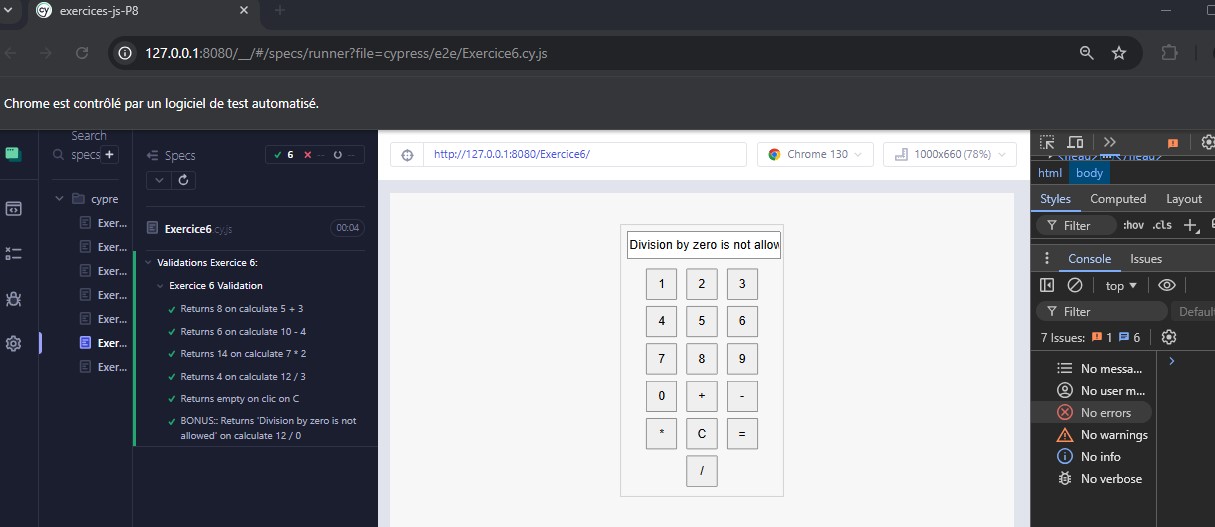 exercices-js-P8
127.0.0.1:8080/__/#/specs/runner?file=cypress/e2e/Exercice6.cy.js
Chrome est contrôlé par un logiciel de test automatisé.
Search
specs
+
Specs
6
--
--
cypre
Exer...
Exer...
Exer...
Exer...
Exer...
Exer...
Exer...
Exercice6 cy.js
00:04
Validations Exercice 6:
Exercice 6 Validation
Returns 8 on calculate 5 + 3
Returns 6 on calculate 10 - 4
Returns 14 on calculate 7 * 2
Returns 4 on calculate 12 / 3
Returns empty on clic on C
BONUS:: Returns 'Division by zero is not
allowed' on calculate 12 / 0
http://127.0.0.1:8080/Exercice6/
Chrome 130
1000x660 (78%)
Division by zero is not allow
1 2 3
4 5 6
7 8 9
0 + -
* C =
/
html body
Styles Computed Layout
Filter :hov .cls
Console Issues
top
Filter Defaul
7 Issues: 1 6
No messa...
No user m...
No errors
No warnings
No info
No verbose